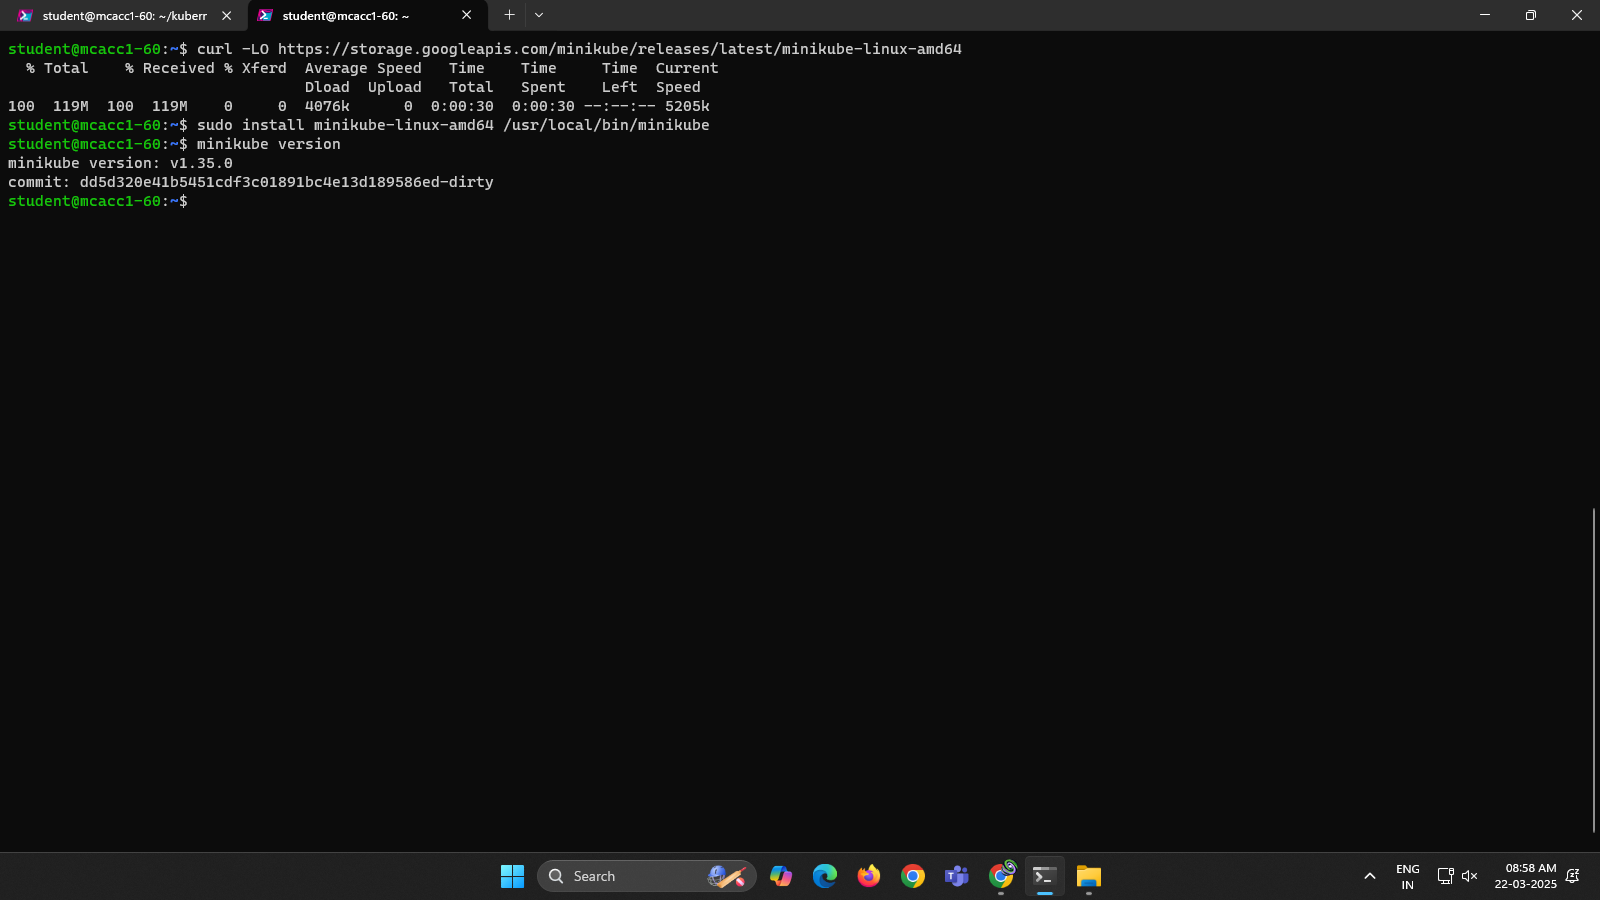 student@mcacc1-60: ~/kuberr
student@mcacc1-60: ~
student@mcacc1-60:~$ curl -LO https://storage.googleapis.com/minikube/releases/latest/minikube-linux-amd64
% Total    % Received % Xferd  Average Speed   Time    Time     Time  Current
Dload  Upload   Total   Spent    Left  Speed
100  119M  100  119M    0     0  4076k      0  0:00:30  0:00:30 --:--:-- 5205k
student@mcacc1-60:~$ sudo install minikube-linux-amd64 /usr/local/bin/minikube
student@mcacc1-60:~$ minikube version
minikube version: v1.35.0
commit: dd5d320e41b5451cdf3c01891bc4e13d189586ed-dirty
student@mcacc1-60:~$
Search
ENG
IN
08:58 AM
22-03-2025